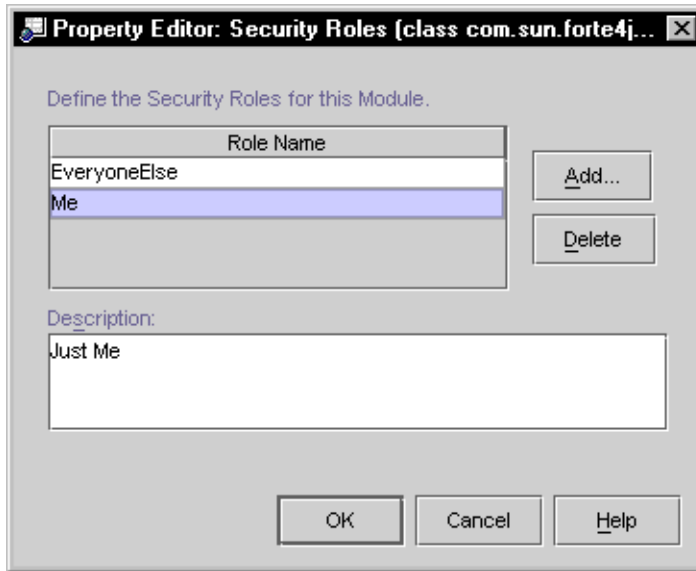 Property Editor: Security Roles (class com.sun.forte4j...
Define the Security Roles for this Module.
Role Name
EveryoneElse
Me
Add...
Delete
Description:
Just Me
OK
Cancel
Help